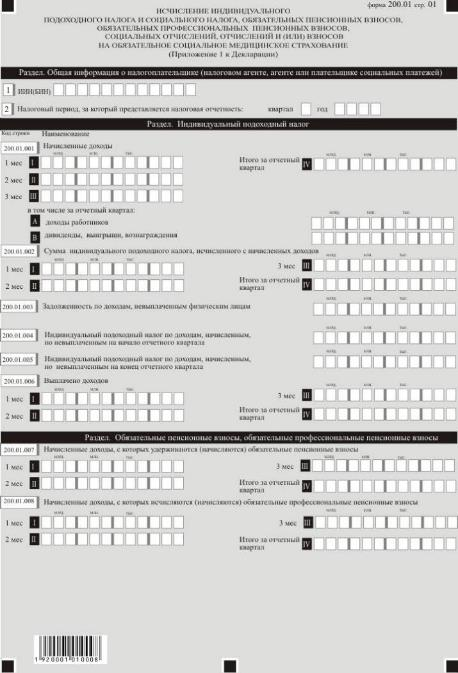 форма 200.01 стр. 01
ИСЧИСЛЕНИЕ ИНДИВИДУАЛЬНОГО
ПОДОХОДНОГО НАЛОГА И СОЦИАЛЬНОГО НАЛОГА, ОБЯЗАТЕЛЬНЫХ ПЕНСИОННЫХ ВЗНОСОВ,
ОБЯЗАТЕЛЬНЫХ ПРОФЕССИОНАЛЬНЫХ ПЕНСИОННЫХ ВЗНОСОВ,
СОЦИАЛЬНЫХ ОТЧИСЛЕНИЙ, ОТЧИСЛЕНИЙ И (ИЛИ) ВЗНОСОВ
НА ОБЯЗАТЕЛЬНОЕ СОЦИАЛЬНОЕ МЕДИЦИНСКОЕ СТРАХОВАНИЕ
(Приложение 1 к Декларации)
Раздел. Общая информация о налогоплательщике (налоговом агенте, агенте или плательщике социальных платежей)
1 ИИН(БИН)
2 Налоговый период, за который представляется налоговая отчетность: квартал год
Раздел. Индивидуальный подоходный налог
Код строки Наименование
200.01.001 Начисленные доходы
млрд. млн. тыс.
1 мес I Итого за отчетный квартал IV
2 мес II
3 мес III
в том числе за отчетный квартал:
A доходы работников
B дивиденды, выигрыши, вознаграждения
200.01.002 Сумма индивидуального подоходного налога, исчисленного с начисленных доходов
1 мес I 3 мес III
2 мес II Итого за отчетный квартал IV
200.01.003 Задолженность по доходам, невыплаченным физическим лицам
200.01.004 Индивидуальный подоходный налог по доходам, начисленным,
но невыплаченным на начало отчетного квартала
200.01.005 Индивидуальный подоходный налог по доходам, начисленным,
но невыплаченным на конец отчетного квартала
200.01.006 Выплачено доходов
1 мес I 3 мес III
2 мес II Итого за отчетный квартал IV
Раздел. Обязательные пенсионные взносы, обязательные профессиональные пенсионные взносы
200.01.007 Начисленные доходы, с которых удерживаются (начисляются) обязательные пенсионные взносы
1 мес I 3 мес III
2 мес II Итого за отчетный квартал IV
200.01.008 Начисленные доходы, с которых исчисляются (начисляются) обязательные профессиональные пенсионные взносы
1 мес I 3 мес III
2 мес II Итого за отчетный квартал IV
1 920001 010008